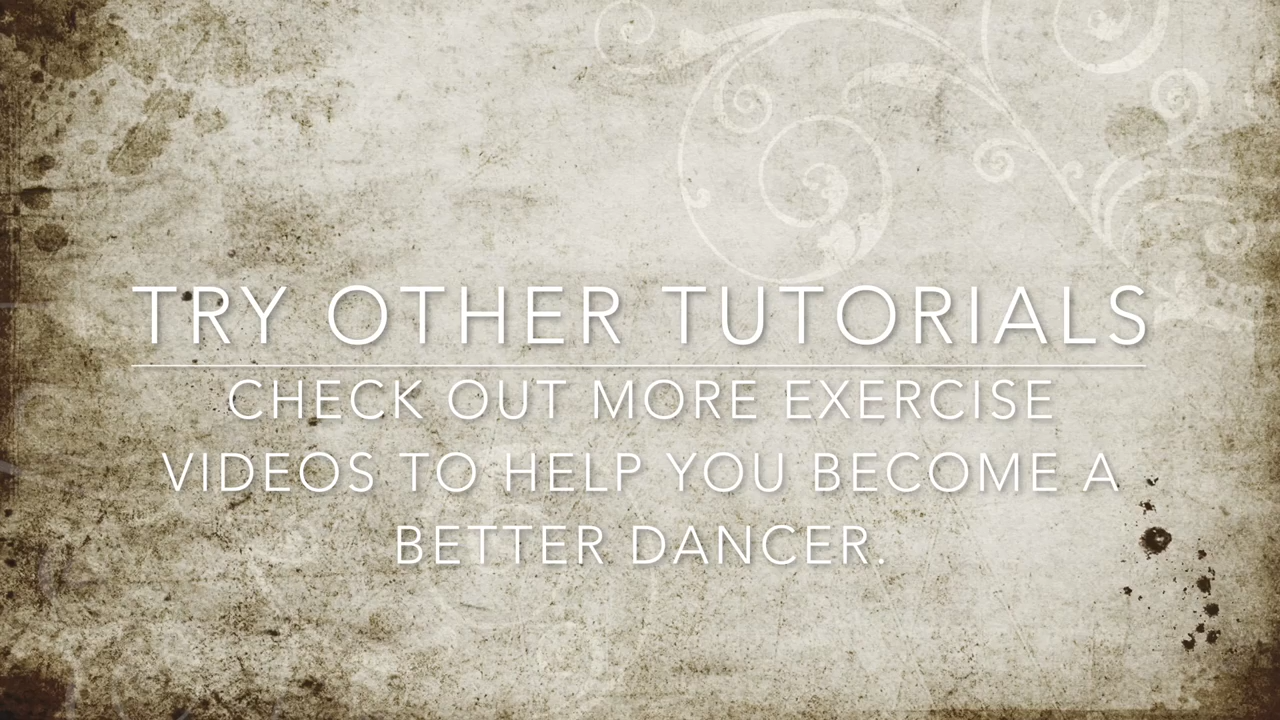 TRY OTHER TUTORIALS
CHECK OUT MORE EXERCISE
VIDEOS TO HELP YOU BECOME A
BETTER DANCER.